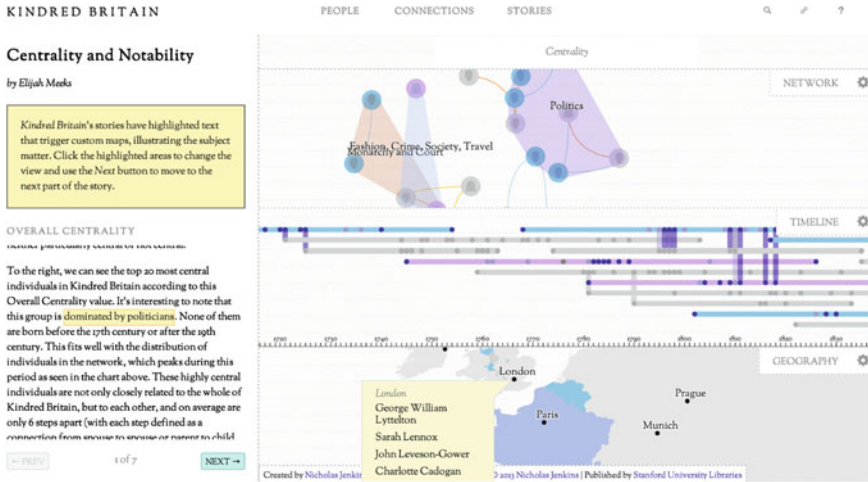 KINDRED BRITAIN
PEOPLE CONNECTIONS STORIES ?
Centrality and Notability
by Elijah Meeks
Kindred Britain's stories have highlighted text
that trigger custom maps, illustrating the subject
matter. Click the highlighted areas to change the
view and use the Next button to move to the
next part of the story.
OVERALL CENTRALITY
neither particularly central or not central.
To the right, we can see the top 20 most central
individuals in Kindred Britain according to this
Overall Centrality value. It's interesting to note that
this group is dominated by politicians. None of them
are born before the 17th century or after the 19th
century. This fits well with the distribution of
individuals in the network, which peaks during this
period as seen in the chart above. These highly central
individuals are not only closely related to the whole of
Kindred Britain, but to each other, and on average are
only 6 steps apart (with each step defined as a
connection from spouse to spouse or parent to child
← PREV
1 of 7
NEXT →
Centrality
NETWORK
Politics
Fashion, Crime, Society, Travel
Monarchy and Court
TIMELINE
GEOGRAPHY
London
Prague
Paris
Munich
London
George William
Lyttelton
Sarah Lennox
John Leveson-Gower
Charlotte Cadogan
Created by Nicholas Jenkin
© 2013 Nicholas Jenkins | Published by Stanford University Libraries